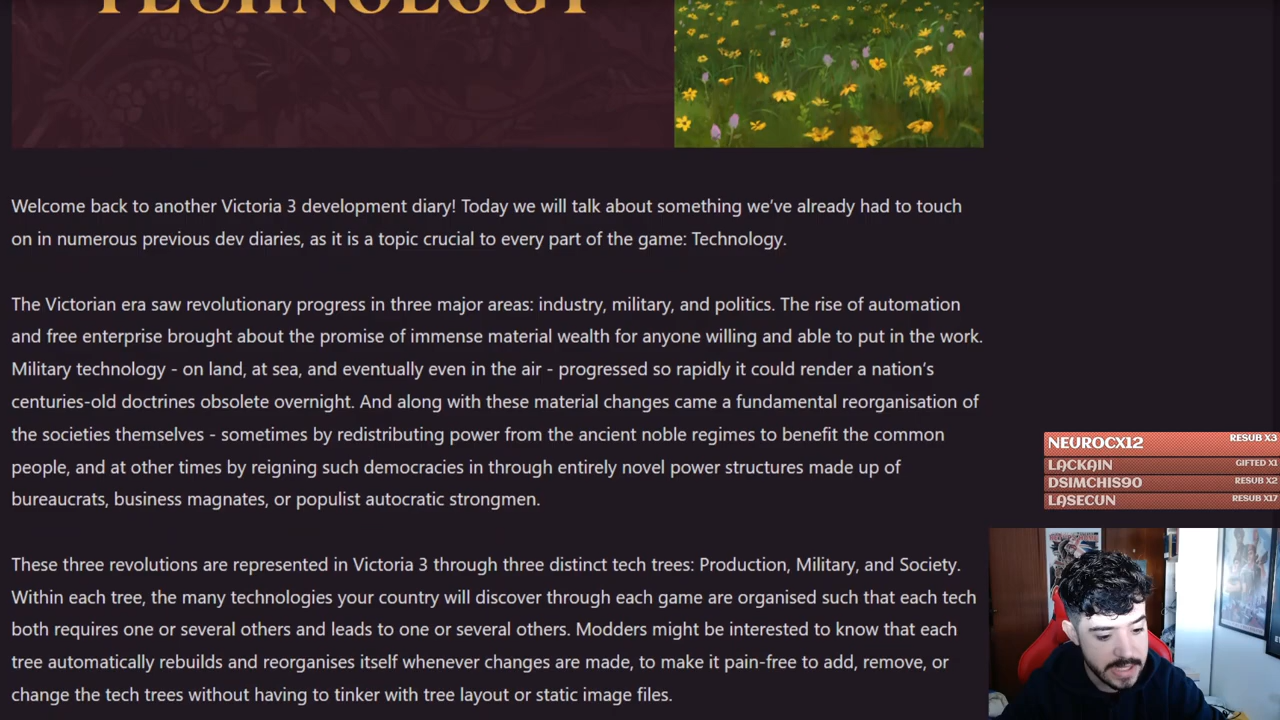 TECHNOLOGY
Welcome back to another Victoria 3 development diary! Today we will talk about something we've already had to touch
on in numerous previous dev diaries, as it is a topic crucial to every part of the game: Technology.
The Victorian era saw revolutionary progress in three major areas: industry, military, and politics. The rise of automation
and free enterprise brought about the promise of immense material wealth for anyone willing and able to put in the work.
Military technology - on land, at sea, and eventually even in the air - progressed so rapidly it could render a nation's
centuries-old doctrines obsolete overnight. And along with these material changes came a fundamental reorganisation of
the societies themselves - sometimes by redistributing power from the ancient noble regimes to benefit the common
people, and at other times by reigning such democracies in through entirely novel power structures made up of
bureaucrats, business magnates, or populist autocratic strongmen.
These three revolutions are represented in Victoria 3 through three distinct tech trees: Production, Military, and Society.
Within each tree, the many technologies your country will discover through each game are organised such that each tech
both requires one or several others and leads to one or several others. Modders might be interested to know that each
tree automatically rebuilds and reorganises itself whenever changes are made, to make it pain-free to add, remove, or
change the tech trees without having to tinker with tree layout or static image files.
NEUROCX12 RESUB X3
LACKAIN GIFTED X1
DSIMCHIS90 RESUB X2
LASECUN RESUB X17